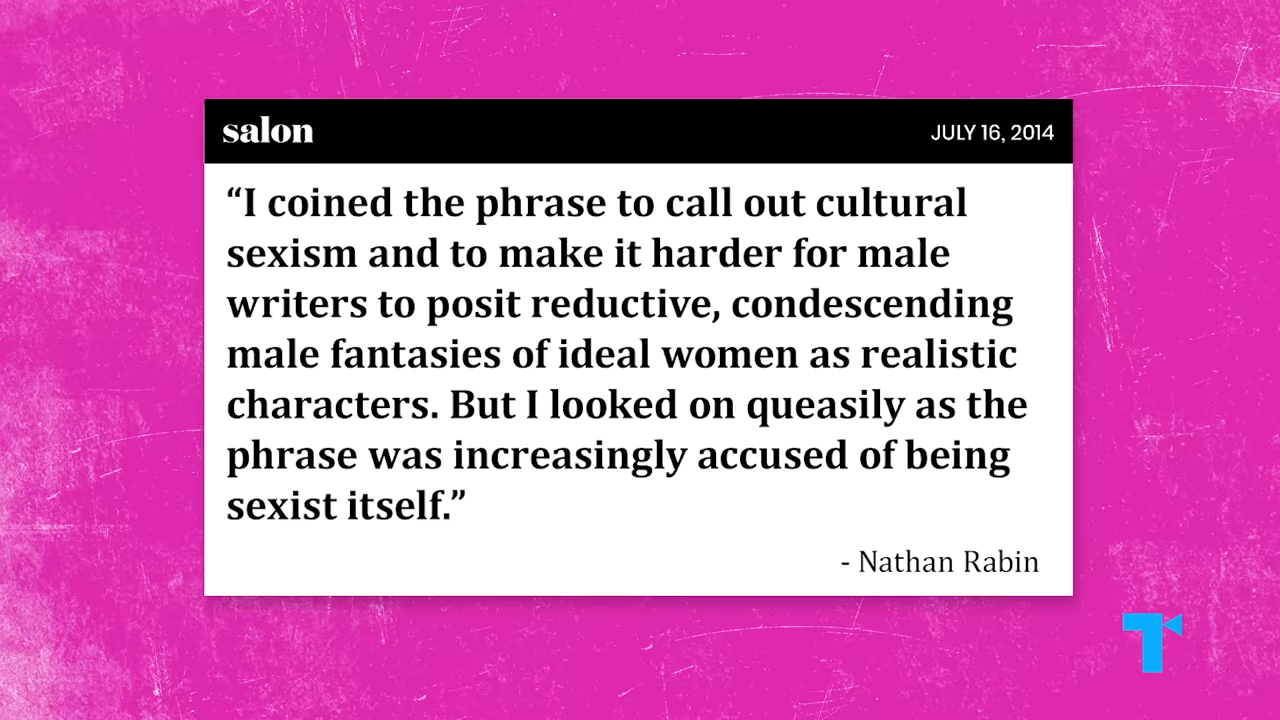 salon
JULY 16, 2014
“I coined the phrase to call out cultural
sexism and to make it harder for male
writers to posit reductive, condescending
male fantasies of ideal women as realistic
characters. But I looked on queasily as the
phrase was increasingly accused of being
sexist itself.”
- Nathan Rabin